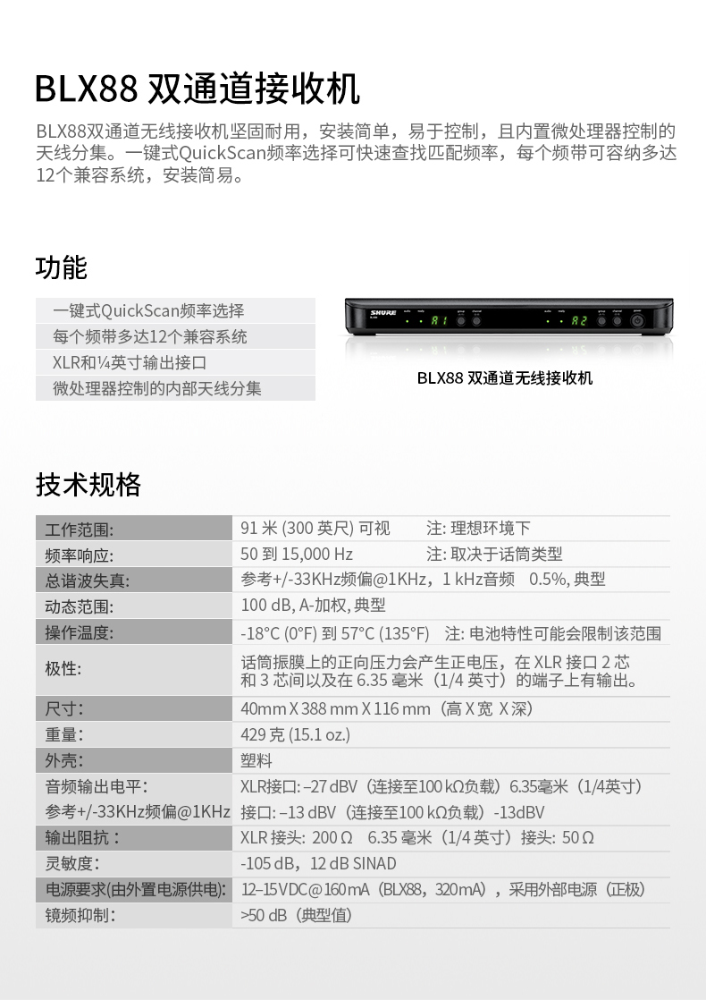 BLX88 双通道接收机
BLX88双通道无线接收机坚固耐用，安装简单，易于控制，且内置微处理器控制的
天线分集。一键式QuickScan频率选择可快速查找匹配频率，每个频带可容纳多达
12个兼容系统，安装简易。
功能
一键式QuickScan频率选择
每个频带多达12个兼容系统
XLR和¼英寸输出接口
微处理器控制的内部天线分集
SHURE
audio ready A1 group channel
audio ready A2 group channel power
BLX88 双通道无线接收机
技术规格
工作范围: 91 米 (300 英尺) 可视 注: 理想环境下
频率响应: 50 到 15,000 Hz 注: 取决于话筒类型
总谐波失真: 参考+/-33KHz频偏@1KHz，1 kHz音频 0.5%, 典型
动态范围: 100 dB, A-加权, 典型
操作温度: -18°C (0°F) 到 57°C (135°F) 注: 电池特性可能会限制该范围
极性: 话筒振膜上的正向压力会产生正电压，在 XLR 接口 2 芯
和 3 芯间以及在 6.35 毫米（1/4 英寸）的端子上有输出。
尺寸： 40mm X 388 mm X 116 mm（高 X 宽 X 深）
重量： 429 克 (15.1 oz.)
外壳： 塑料
音频输出电平： XLR接口: –27 dBV（连接至100 kΩ负载）6.35毫米（1/4英寸）
参考+/-33KHz频偏@1KHz 接口: –13 dBV（连接至100 kΩ负载）-13dBV
输出阻抗： XLR 接头: 200 Ω 6.35 毫米（1/4 英寸）接头: 50 Ω
灵敏度： -105 dB，12 dB SINAD
电源要求(由外置电源供电)： 12–15 V DC @ 160 mA（BLX88，320 mA），采用外部电源（正极）
镜频抑制： >50 dB（典型值）